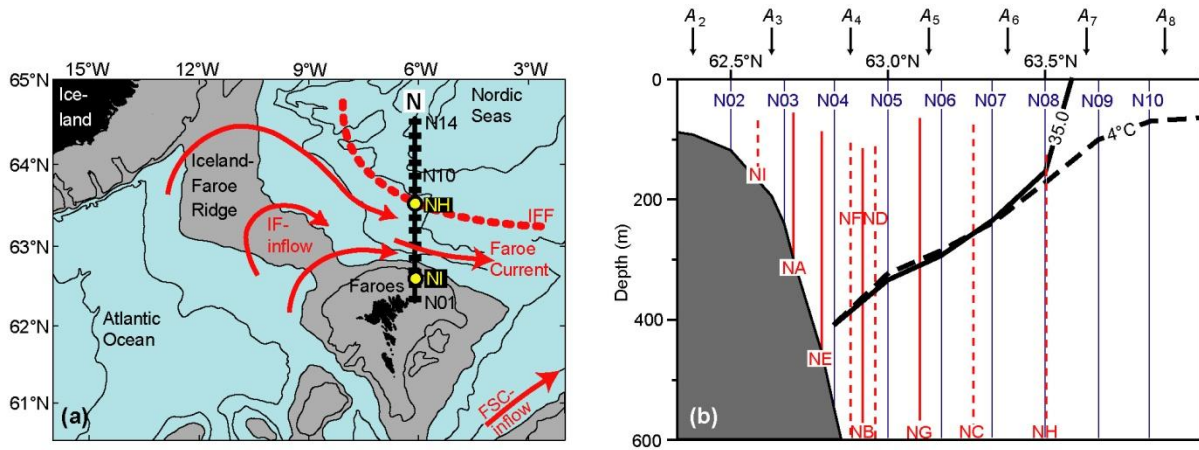 15°W 12°W 9°W 6°W 3°W
65°N
64°N
63°N
62°N
61°N
Ice-
land
N
Nordic
Seas
N14
Iceland-
Faroe
Ridge
N10
NH
IFF
IF-
inflow
Faroe
Current
NI
Faroes
N01
Atlantic
Ocean
FSC-
inflow
(a)
A2 A3 A4 A5 A6 A7 A8
62.5°N 63.0°N 63.5°N
0
200
400
600
Depth (m)
N02 N03 N04 N05 N06 N07 N08 N09 N10
35.0
4°C
NI
NF ND
NA
NE
NB NG NC NH
(b)